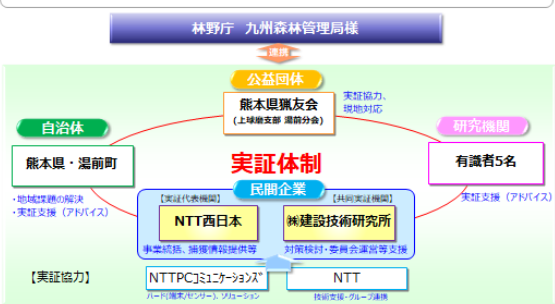 林野庁 九州森林管理局様
連携
公益団体
熊本県猟友会
(上球磨支部 湯前分会)
実証協力、
現地対応
自治体
熊本県・湯前町
・地域課題の解決
・実証支援（アドバイス）
研究機関
有識者5名
実証支援（アドバイス）
実証体制
民間企業
【実証代表機関】
NTT西日本
事業統括、捕獲情報提供等
【共同実証機関】
㈱建設技術研究所
対策検討・委員会運営等支援
【実証協力】
NTTPCｺﾐｭﾆｹｰｼｮﾝｽﾞ
ハード(端末/センサー)、ソリューション
NTT
技術支援・グループ連携